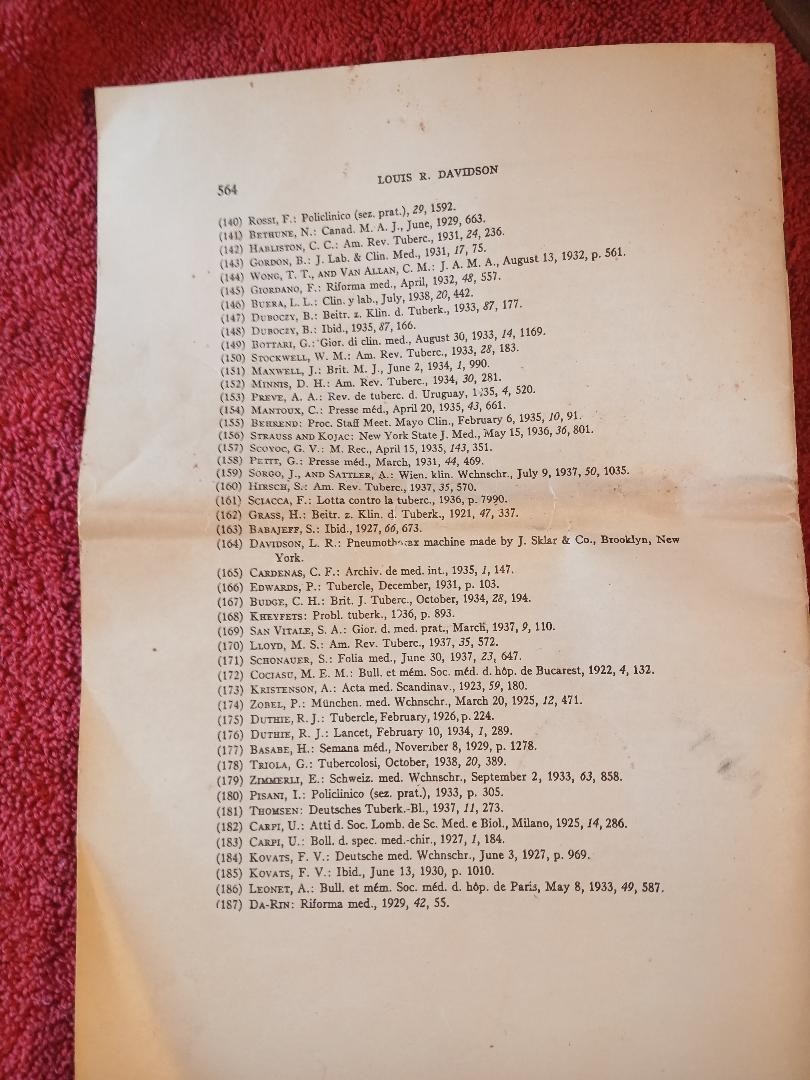 564
LOUIS R. DAVIDSON
(140) ROSSI, F.: Policlinico (sez. prat.), 29, 1592.
(141) BETHUNE, N.: Canad. M. A. J., June, 1929, 663.
(142) HABLISTON, C. C.: Am. Rev. Tuberc., 1931, 24, 236.
(143) GORDON, B.: J. Lab. & Clin. Med., 1931, 17, 75.
(144) WONG, T. T., AND VAN ALLAN, C. M.: J. A. M. A., August 13, 1932, p. 561.
(145) GIORDANO, F.: Riforma med., April, 1932, 48, 557.
(146) BUERA, L. L.: Clin. y lab., July, 1938, 20, 442.
(147) DUBOCZY, B.: Beitr. z. Klin. d. Tuberk., 1933, 87, 177.
(148) DUBOCZY, B.: Ibid., 1935, 87, 166.
(149) BOTTARI, G.: Gior. di clin. med., August 30, 1933, 14, 1169.
(150) STOCKWELL, W. M.: Am. Rev. Tuberc., 1933, 28, 183.
(151) MAXWELL, J.: Brit. M. J., June 2, 1934, 1, 990.
(152) MINNIS, D. H.: Am. Rev. Tuberc., 1934, 30, 281.
(153) PREVE, A. A.: Rev. de tuberc. d. Uruguay, 1935, 4, 520.
(154) MANTOUX, C.: Presse méd., April 20, 1935, 43, 661.
(155) BEHREND: Proc. Staff Meet. Mayo Clin., February 6, 1935, 10, 91.
(156) STRAUSS AND KOJAC: New York State J. Med., May 15, 1936, 36, 801.
(157) SCOVOC, G. V.: M. Rec., April 15, 1935, 143, 351.
(158) PETIT, G.: Presse méd., March, 1931, 44, 469.
(159) SORGO, J., AND SATTLER, A.: Wien. klin. Wchnschr., July 9, 1937, 50, 1035.
(160) HIRSCH, S.: Am. Rev. Tuberc., 1937, 35, 570.
(161) SCIACCA, F.: Lotta contro la tuberc., 1936, p. 7990.
(162) GRASS, H.: Beitr. z. Klin. d. Tuberk., 1921, 47, 337.
(163) BABAJEFF, S.: Ibid., 1927, 66, 673.
(164) DAVIDSON, L. R.: Pneumothorax machine made by J. Sklar & Co., Brooklyn, New
York.
(165) CARDENAS, C. F.: Archiv. de med. int., 1935, 1, 147.
(166) EDWARDS, P.: Tubercle, December, 1931, p. 103.
(167) BUDGE, C. H.: Brit. J. Tuberc., October, 1934, 28, 194.
(168) KHEYFETS: Probl. tuberk., 1936, p. 893.
(169) SAN VITALE, S. A.: Gior. d. med. prat., March, 1937, 9, 110.
(170) LLOYD, M. S.: Am. Rev. Tuberc., 1937, 35, 572.
(171) SCHONAUER, S.: Folia med., June 30, 1937, 23, 647.
(172) COCIASU, M. E. M.: Bull. et mém. Soc. méd. d. hôp. de Bucarest, 1922, 4, 132.
(173) KRISTENSON, A.: Acta med. Scandinav., 1923, 59, 180.
(174) ZOBEL, P.: München. med. Wchnschr., March 20, 1925, 12, 471.
(175) DUTHIE, R. J.: Tubercle, February, 1926, p. 224.
(176) DUTHIE, R. J.: Lancet, February 10, 1934, 1, 289.
(177) BASABE, H.: Semana méd., November 8, 1929, p. 1278.
(178) TRIOLA, G.: Tubercolosi, October, 1938, 20, 389.
(179) ZIMMERLI, E.: Schweiz. med. Wchnschr., September 2, 1933, 63, 858.
(180) PISANI, I.: Policlinico (sez. prat.), 1933, p. 305.
(181) THOMSEN: Deutsches Tuberk.-Bl., 1937, 11, 273.
(182) CARPI, U.: Atti d. Soc. Lomb. de Sc. Med. e Biol., Milano, 1925, 14, 286.
(183) CARPI, U.: Boll. d. spec. med.-chir., 1927, 1, 184.
(184) KOVATS, F. V.: Deutsche med. Wchnschr., June 3, 1927, p. 969.
(185) KOVATS, F. V.: Ibid., June 13, 1930, p. 1010.
(186) LEONET, A.: Bull. et mém. Soc. méd. d. hôp. de Paris, May 8, 1933, 49, 587.
(187) DA-RIN: Riforma med., 1929, 42, 55.